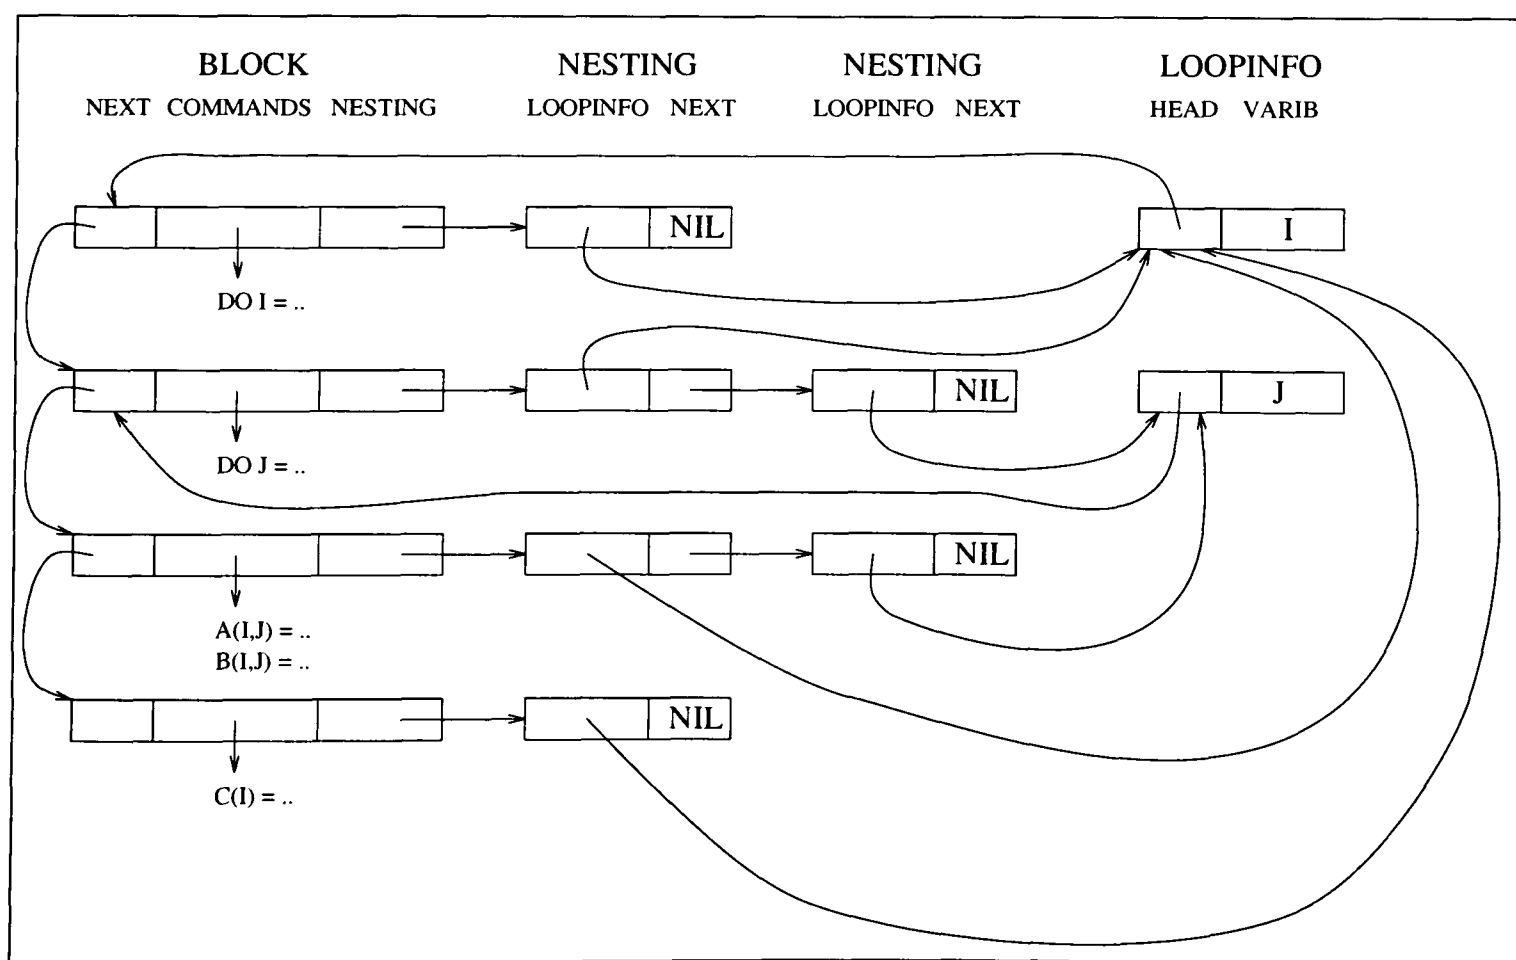 BLOCK NESTING NESTING LOOPINFO
NEXT COMMANDS NESTING LOOPINFO NEXT LOOPINFO NEXT HEAD VARIB
NIL I
DO I = ..
NIL J
DO J = ..
NIL
A(I,J) = ..
B(I,J) = ..
NIL
C(I) = ..